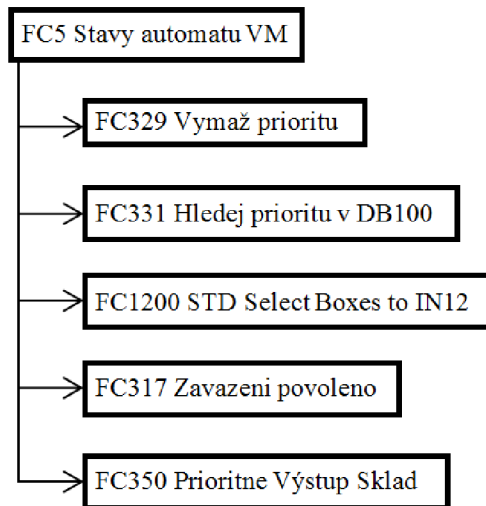 FC5 Stavy automatu VM
FC329 Vymaž prioritu
FC331 Hledej prioritu v DB100
FC1200 STD Select Boxes to IN12
FC317 Zavazeni povoleno
FC350 Prioritne Výstup Sklad